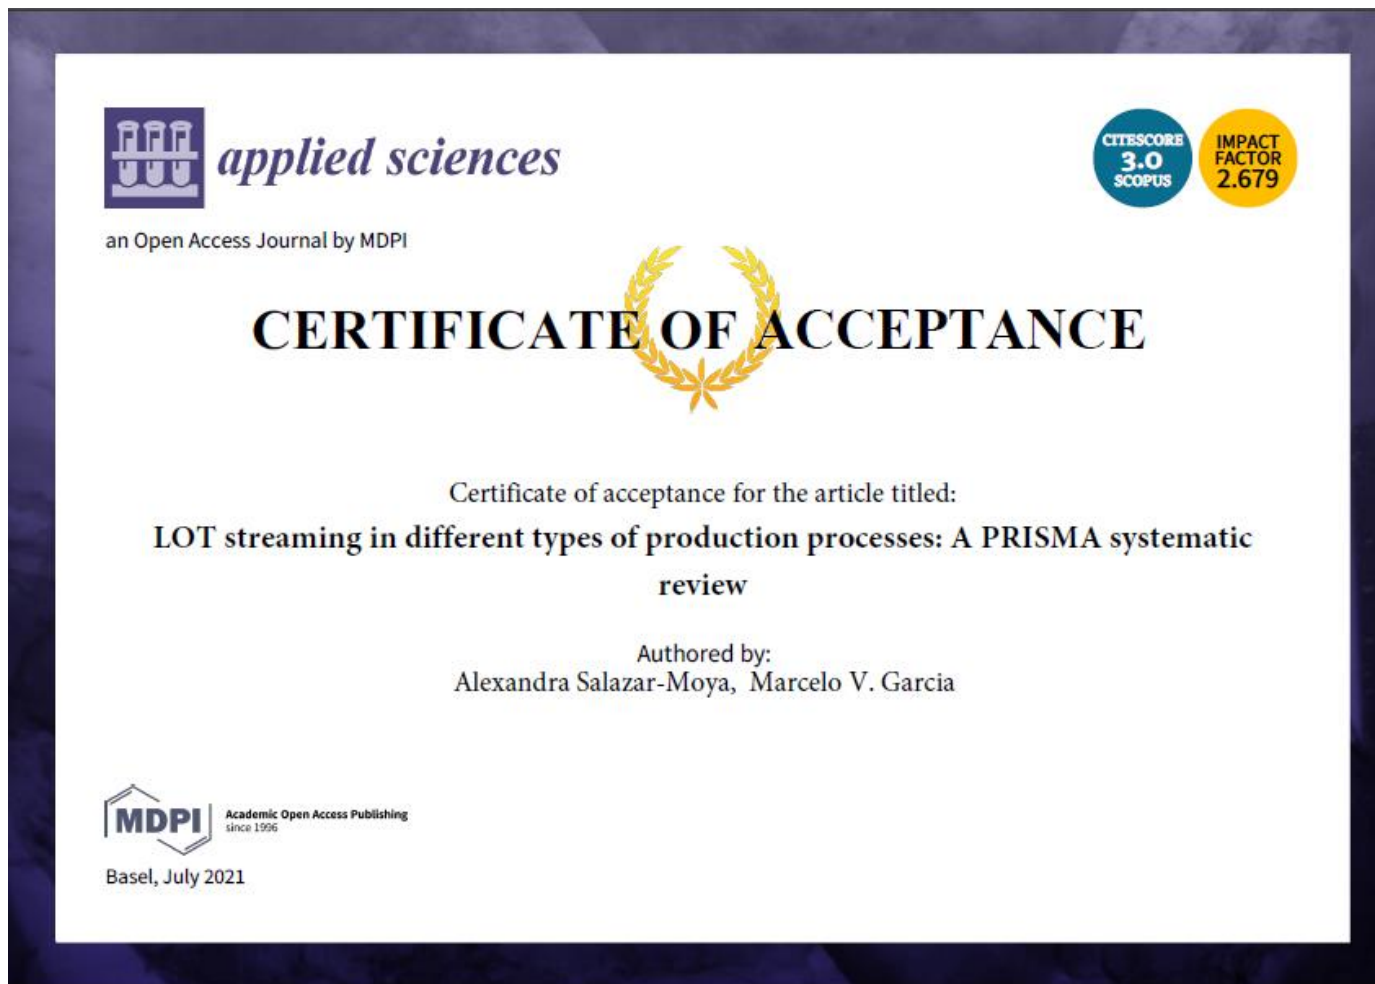 applied sciences
CITESCORE
3.0
SCOPUS
IMPACT
FACTOR
2.679
an Open Access Journal by MDPI
CERTIFICATE OF ACCEPTANCE
Certificate of acceptance for the article titled:
LOT streaming in different types of production processes: A PRISMA systematic
review
Authored by:
Alexandra Salazar-Moya, Marcelo V. Garcia
MDPI
Academic Open Access Publishing
since 1996
Basel, July 2021